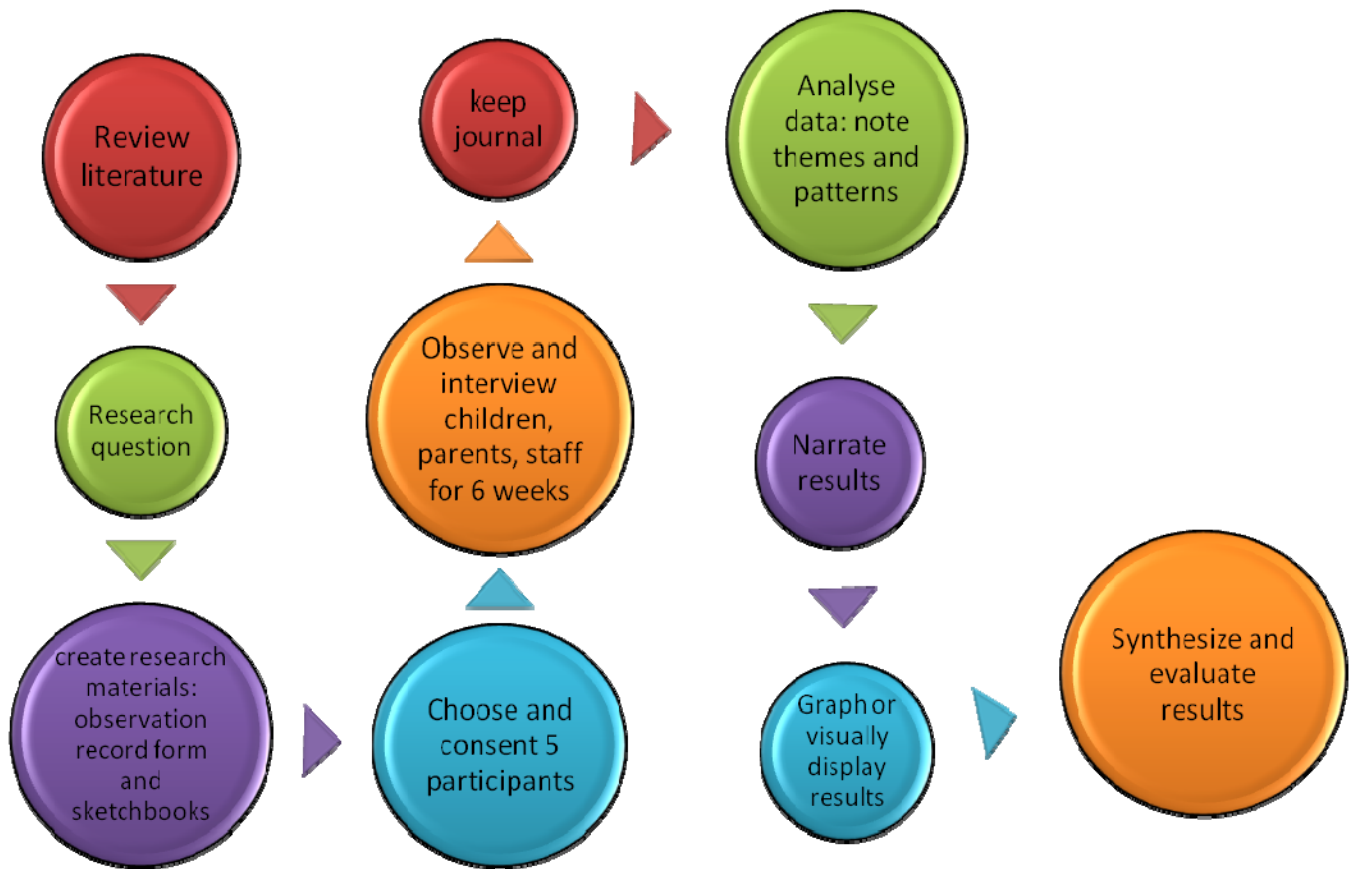 Review
literature
Research
question
create research
materials:
observation
record form
and
sketchbooks
Choose and
consent 5
participants
Observe and
interview
children,
parents, staff
for 6 weeks
keep
journal
Analyse
data: note
themes and
patterns
Narrate
results
Graph or
visually
display
results
Synthesize and
evaluate
results